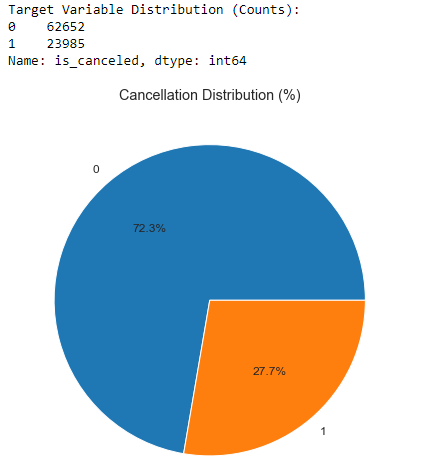 Target Variable Distribution (Counts):
0    62652
1    23985
Name: is_canceled, dtype: int64
Cancellation Distribution (%)
0
72.3%
27.7%
1